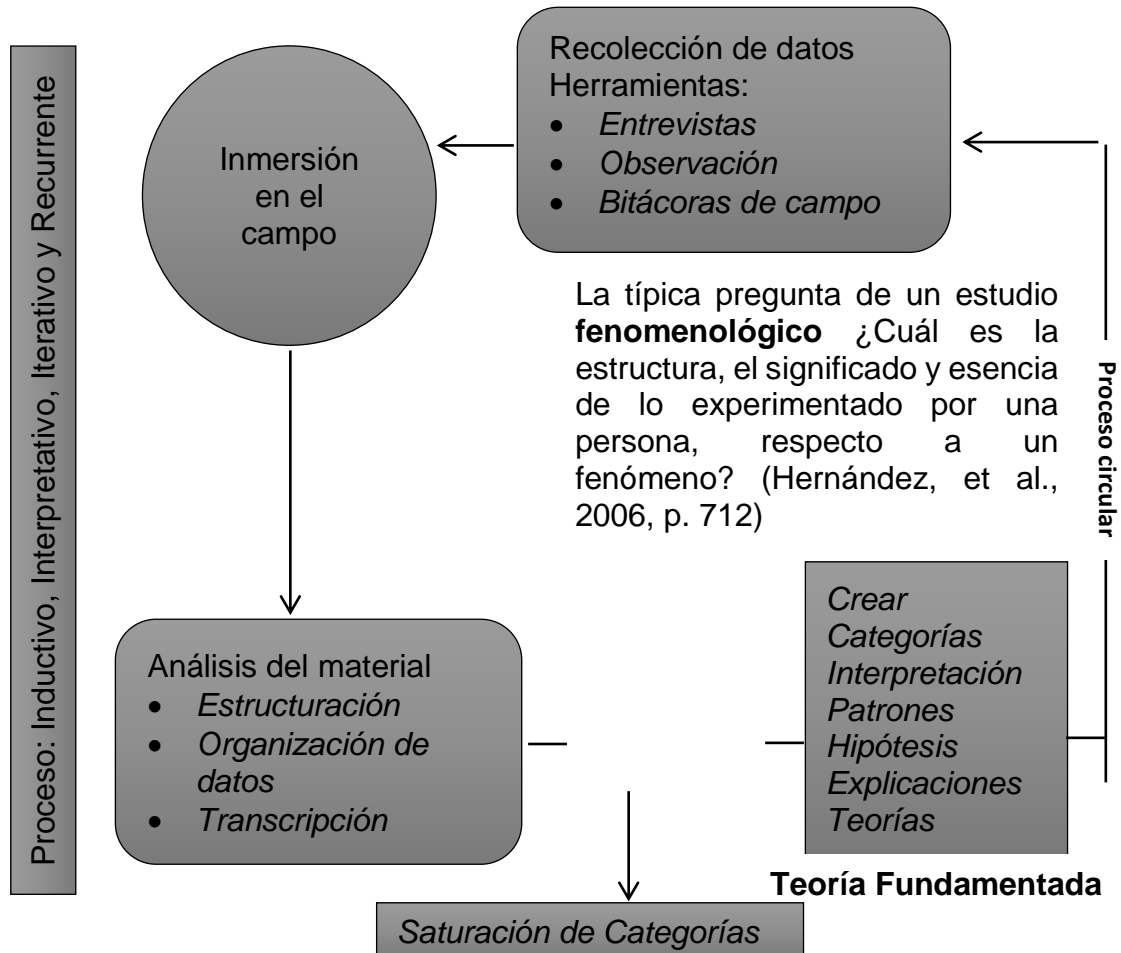 Proceso: Inductivo, Interpretativo, Iterativo y Recurrente
Inmersión
en el
campo
Recolección de datos
Herramientas:
• Entrevistas
• Observación
• Bitácoras de campo
La típica pregunta de un estudio
fenomenológico ¿Cuál es la
estructura, el significado y esencia
de lo experimentado por una
persona, respecto a un
fenómeno? (Hernández, et al.,
2006, p. 712)
Proceso circular
Análisis del material
• Estructuración
• Organización de
datos
• Transcripción
Crear
Categorías
Interpretación
Patrones
Hipótesis
Explicaciones
Teorías
Teoría Fundamentada
Saturación de Categorías